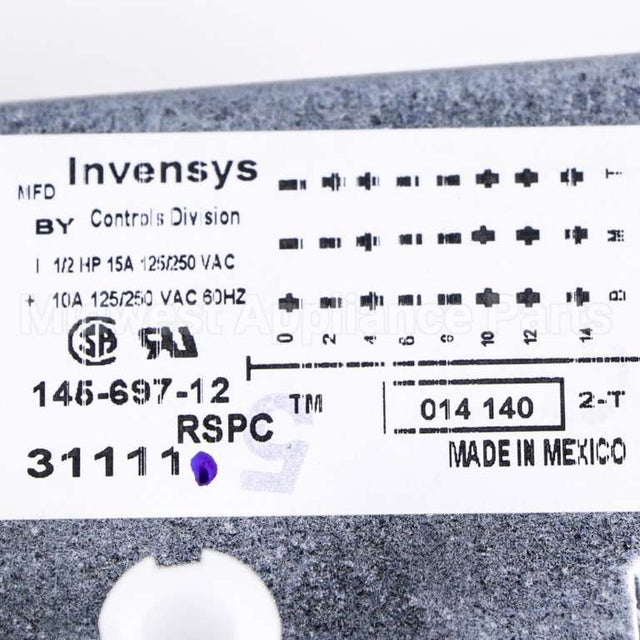 MFD Invensys
BY Controls Division
I 1/2 HP 15A 125/250 VAC
+ 10A 125/250 VAC 60HZ
0 2 4 6 8 10 12 14
145-697-12
TM
014 140
2-T
RSPC
31111
MADE IN MEXICO
5
Midwest Appliance Parts